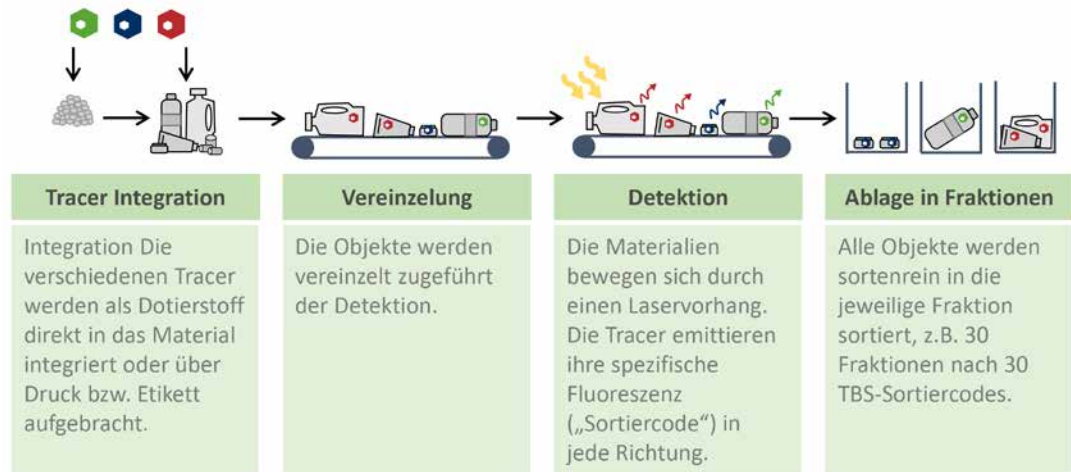 Tracer Integration
Integration Die
verschiedenen Tracer
werden als Dotierstoff
direkt in das Material
integriert oder über
Druck bzw. Etikett
aufgebracht.
Vereinzelung
Die Objekte werden
vereinzelt zugeführt
der Detektion.
Detektion
Die Materialien
bewegen sich durch
einen Laservorhang.
Die Tracer emittieren
ihre spezifische
Fluoreszenz
(„Sortiercode“) in
jede Richtung.
Ablage in Fraktionen
Alle Objekte werden
sortenrein in die
jeweilige Fraktion
sortiert, z.B. 30
Fraktionen nach 30
TBS-Sortiercodes.